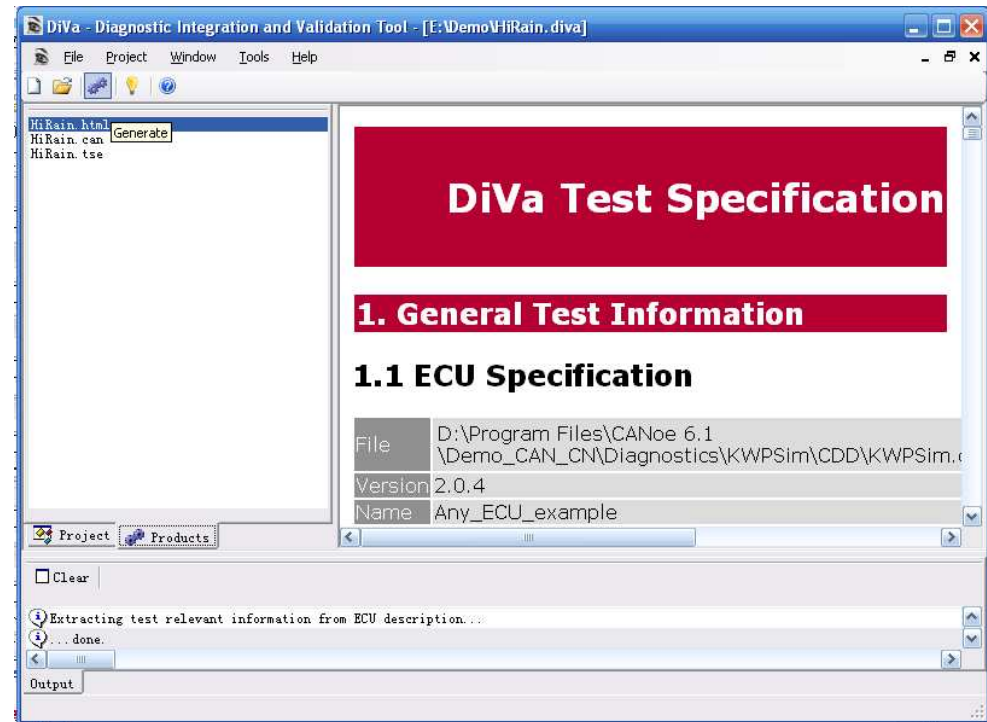 DiVa - Diagnostic Integration and Validation Tool - [E:\Demo\HiRain.diva]
File Project Window Tools Help
HiRain.html
Generate
HiRain.can
HiRain.tse
DiVa Test Specification
1. General Test Information
1.1 ECU Specification
File D:\Program Files\CANoe 6.1
\Demo_CAN_CN\Diagnostics\KWPSim\CDD\KWPSim.
Version 2.0.4
Name Any_ECU_example
Project Products
Clear
Extracting test relevant information from ECU description...
... done.
Output